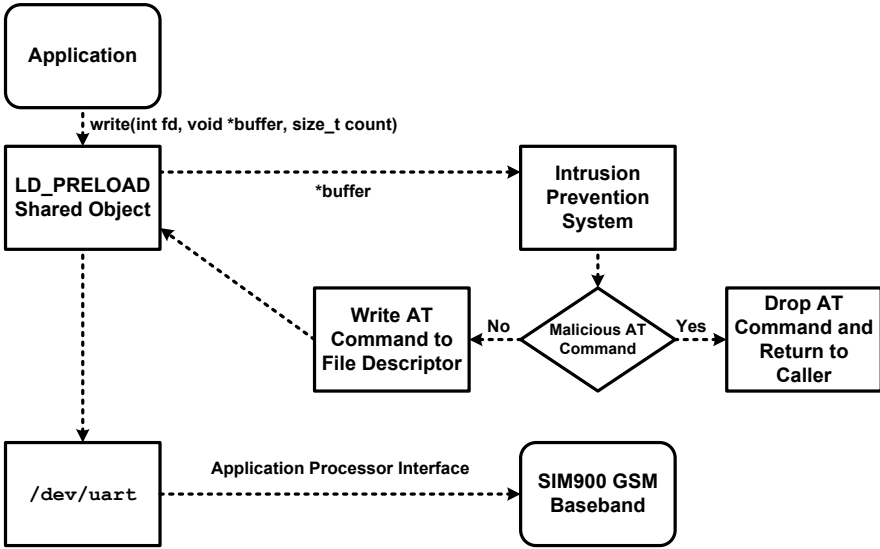 Application
write(int fd, void *buffer, size_t count)
LD_PRELOAD
Shared Object
*buffer
Intrusion
Prevention
System
Write AT
Command to
File Descriptor
No
Malicious AT
Command
Yes
Drop AT
Command and
Return to
Caller
/dev/uart
Application Processor Interface
SIM900 GSM
Baseband